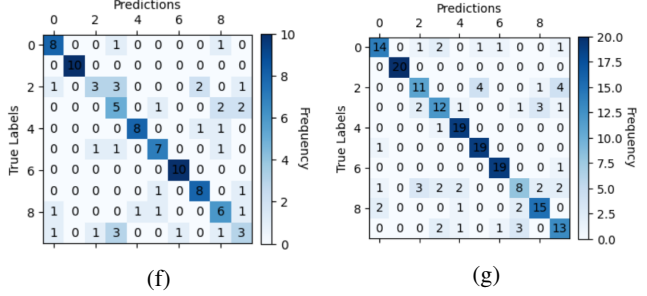 Predictions
0 2 4 6 8
True Labels
0 8 0 0 1 0 0 0 0 1 0
0 10 0 0 0 0 0 0 0 0
2 1 0 3 3 0 0 0 2 0 1
0 0 0 5 0 1 0 0 2 2
4 0 0 0 0 8 0 0 1 1 0
0 0 1 1 0 7 0 0 1 0
6 0 0 0 0 0 0 10 0 0 0
0 0 0 0 0 1 0 8 0 1
8 1 0 0 0 1 1 0 0 6 1
1 0 1 3 0 1 0 0 1 3
10
8
6
4
2
0
Frequency
(f)
Predictions
0 2 4 6 8
True Labels
0 14 0 1 2 0 1 1 0 0 1
0 20 0 0 0 0 0 0 0 0
2 0 0 11 0 0 4 0 0 1 4
0 0 2 12 1 0 0 1 3 1
4 0 0 0 1 19 0 0 0 0 0
1 0 0 0 0 19 0 0 0 0
6 0 0 0 0 0 0 19 0 0 1
1 0 3 2 2 0 0 8 2 2
8 2 0 0 0 1 0 0 2 15 0
0 0 0 2 1 0 1 3 0 13
20.0
17.5
15.0
12.5
10.0
7.5
5.0
2.5
0.0
Frequency
(g)